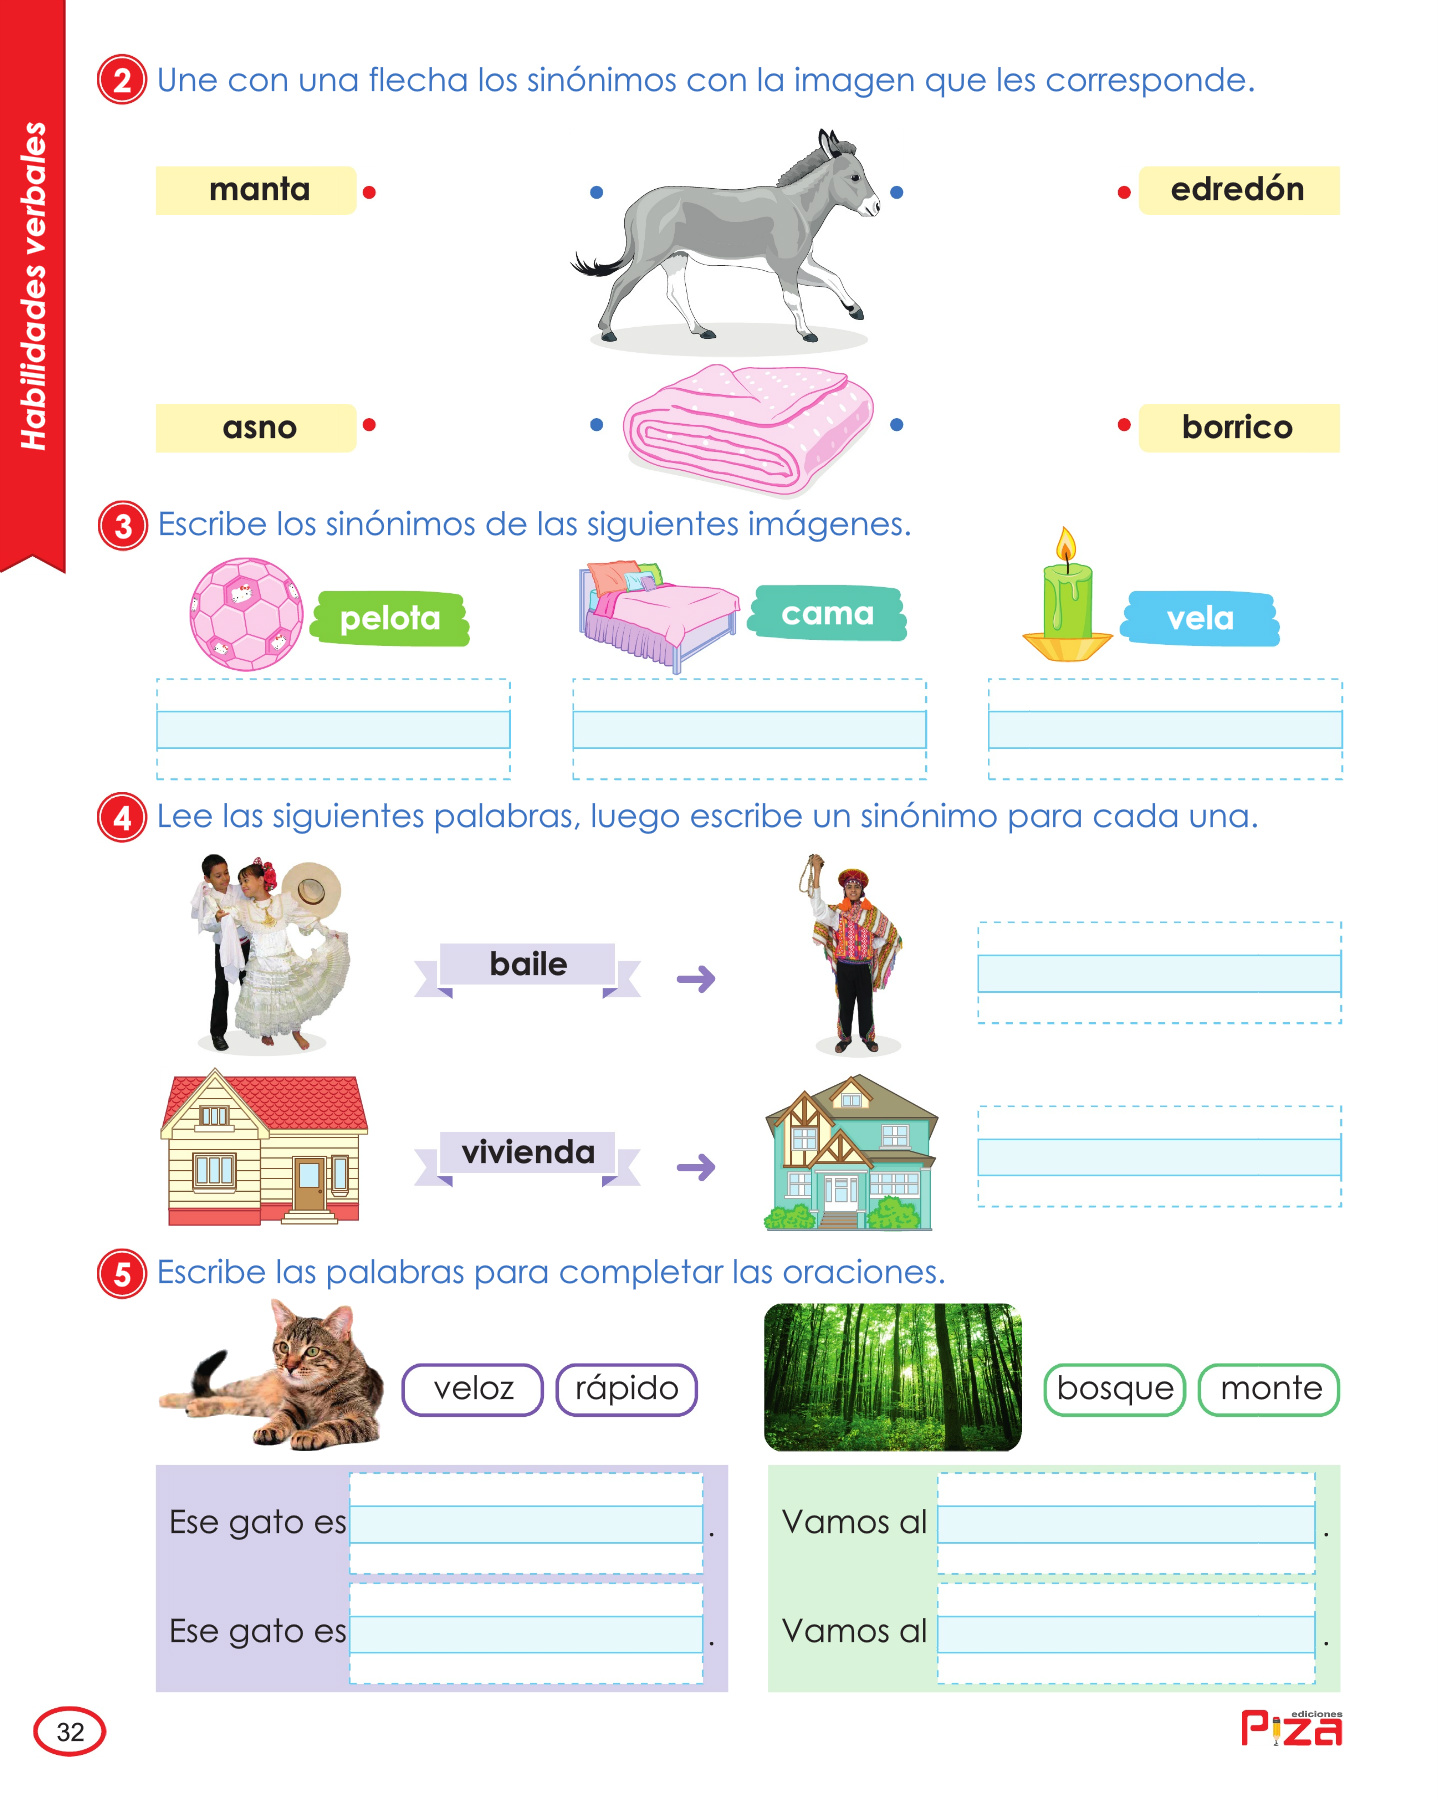 Habilidades verbales
2 Une con una flecha los sinónimos con la imagen que les corresponde.
manta
edredón
asno
borrico
3 Escribe los sinónimos de las siguientes imágenes.
pelota
cama
vela
4 Lee las siguientes palabras, luego escribe un sinónimo para cada una.
baile
vivienda
5 Escribe las palabras para completar las oraciones.
veloz rápido
bosque monte
Ese gato es .
Ese gato es .
Vamos al .
Vamos al .
32
ediciones
Piza